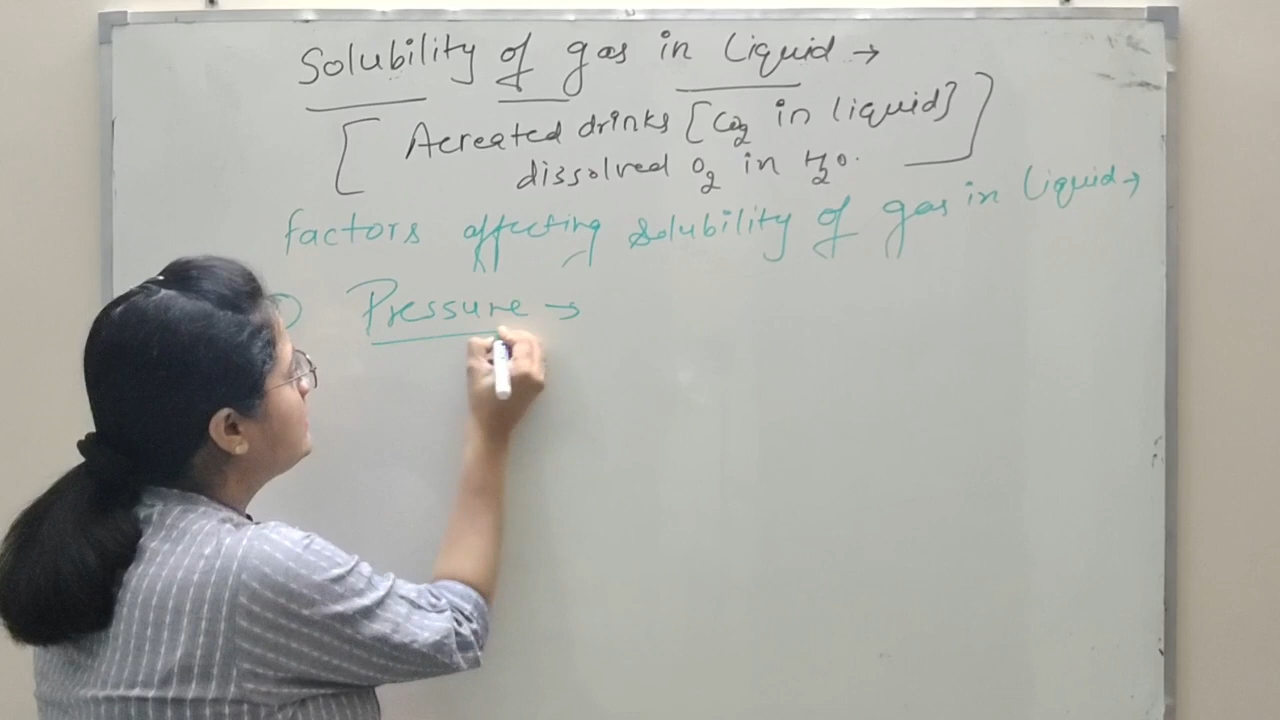 Solubility of gas in liquid →
[ Acreated drinks [CO2 in liquid]
dissolved O2 in H2O. ]
factors affecting solubility of gas in liquid →
Pressure →